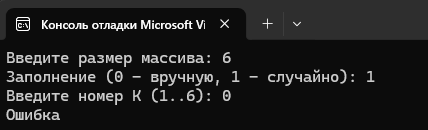 Консоль отладки Microsoft Vi
Введите размер массива: 6
Заполнение (0 – вручную, 1 – случайно): 1
Введите номер K (1..6): 0
Ошибка